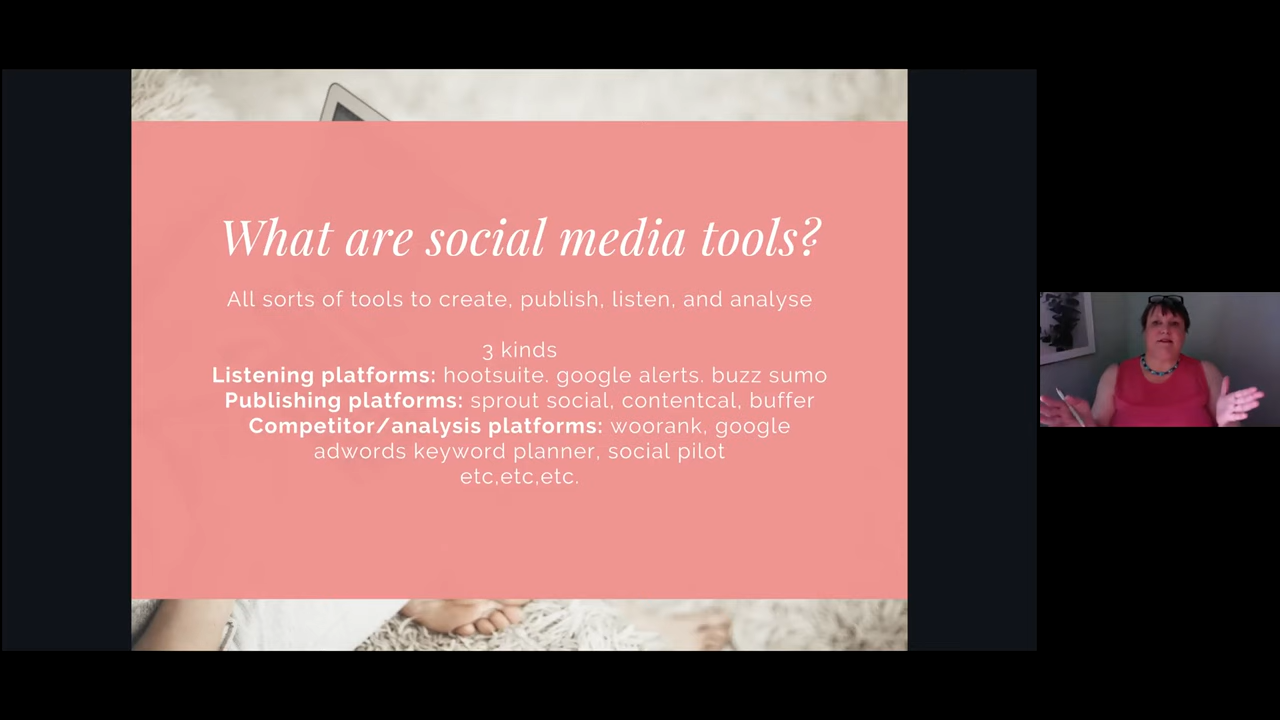 What are social media tools?
All sorts of tools to create, publish, listen, and analyse
3 kinds
Listening platforms: hootsuite. google alerts. buzz sumo
Publishing platforms: sprout social, contentcal, buffer
Competitor/analysis platforms: woorank, google
adwords keyword planner, social pilot
etc,etc,etc.